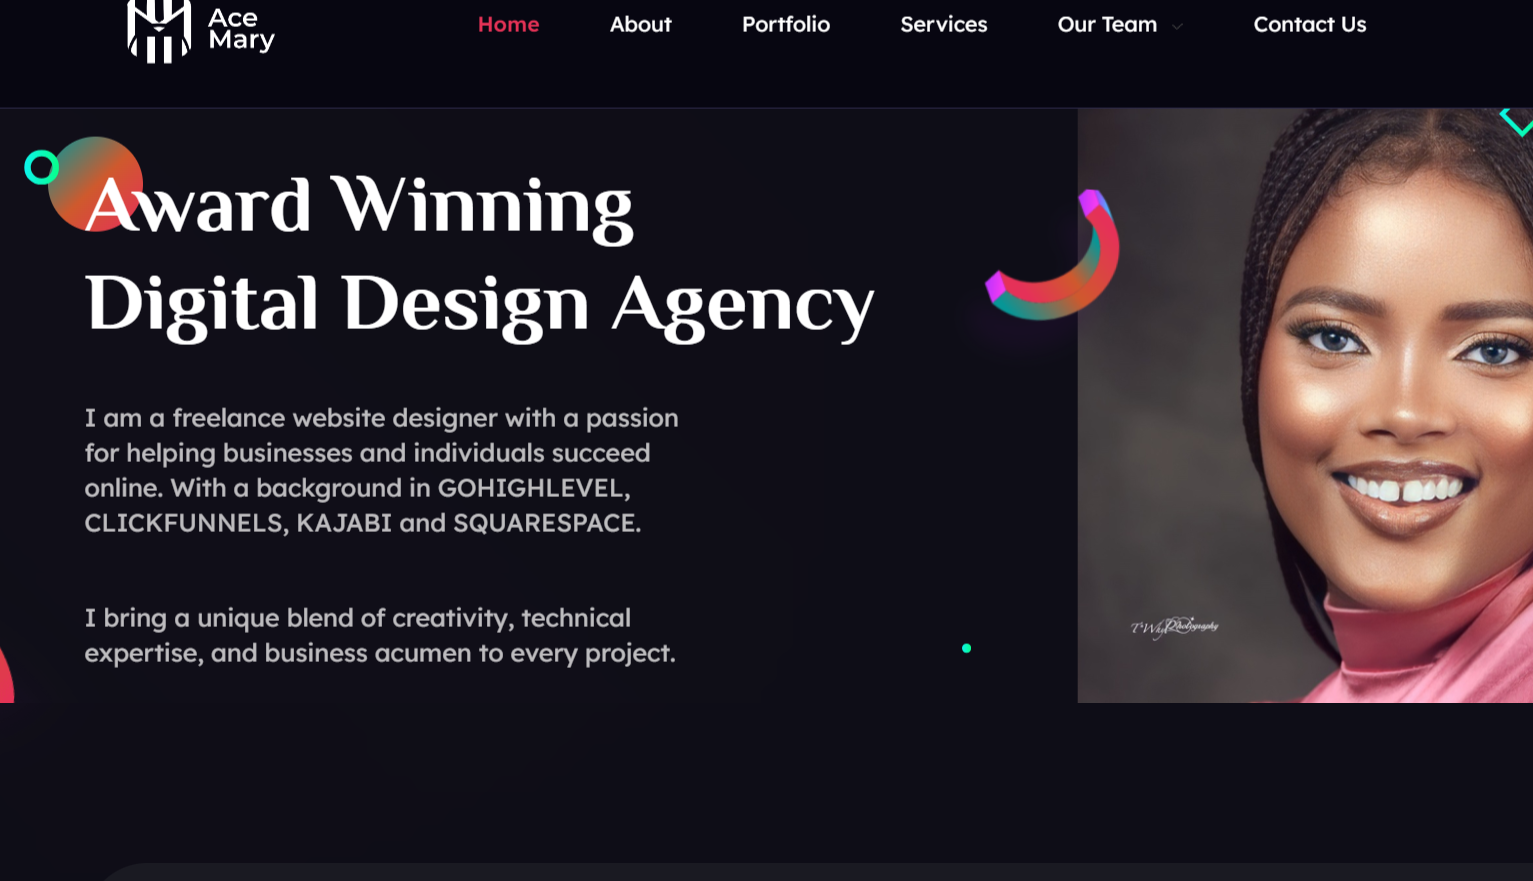 Ace
Mary
Home
About
Portfolio
Services
Our Team
Contact Us
Award Winning
Digital Design Agency
I am a freelance website designer with a passion
for helping businesses and individuals succeed
online. With a background in GOHIGHLEVEL,
CLICKFUNNELS, KAJABI and SQUARESPACE.
I bring a unique blend of creativity, technical
expertise, and business acumen to every project.
Photography